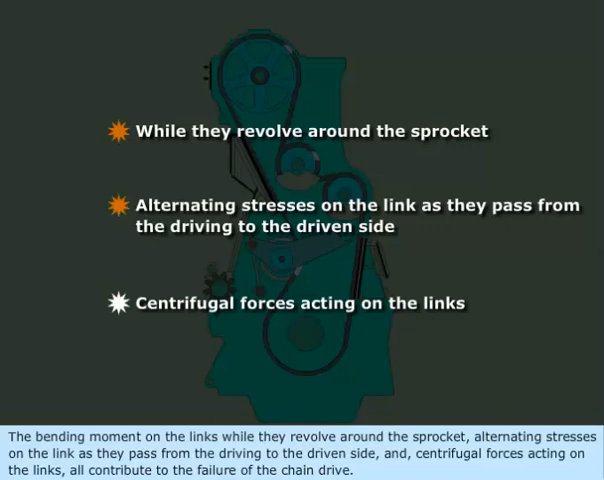 While they revolve around the sprocket
Alternating stresses on the link as they pass from
the driving to the driven side
Centrifugal forces acting on the links
The bending moment on the links while they revolve around the sprocket, alternating stresses
on the link as they pass from the driving to the driven side, and, centrifugal forces acting on
the links, all contribute to the failure of the chain drive.